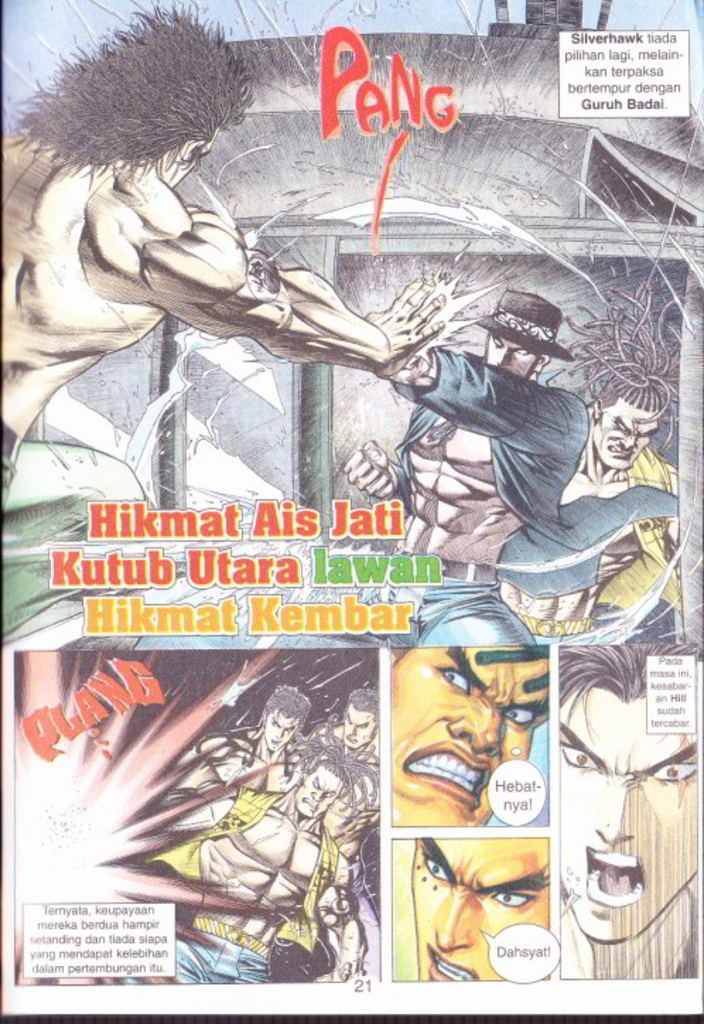 PANG
Silverhawk tiada
pilihan lagi, melain-
kan terpaksa
bertempur dengan
Guruh Badai.
Hikmat Ais Jati
Kutub Utara lawan
Hikmat Kembar
PLANG
Ternyata, keupayaan
mereka berdua hampir
setanding dan tiada siapa
yang mendapat kelebihan
dalam pertembungan itu.
Hebat-
nya!
Dahsyat!
Pada
masa ini,
kesabar-
an Hill
sudah
tercabar.
21